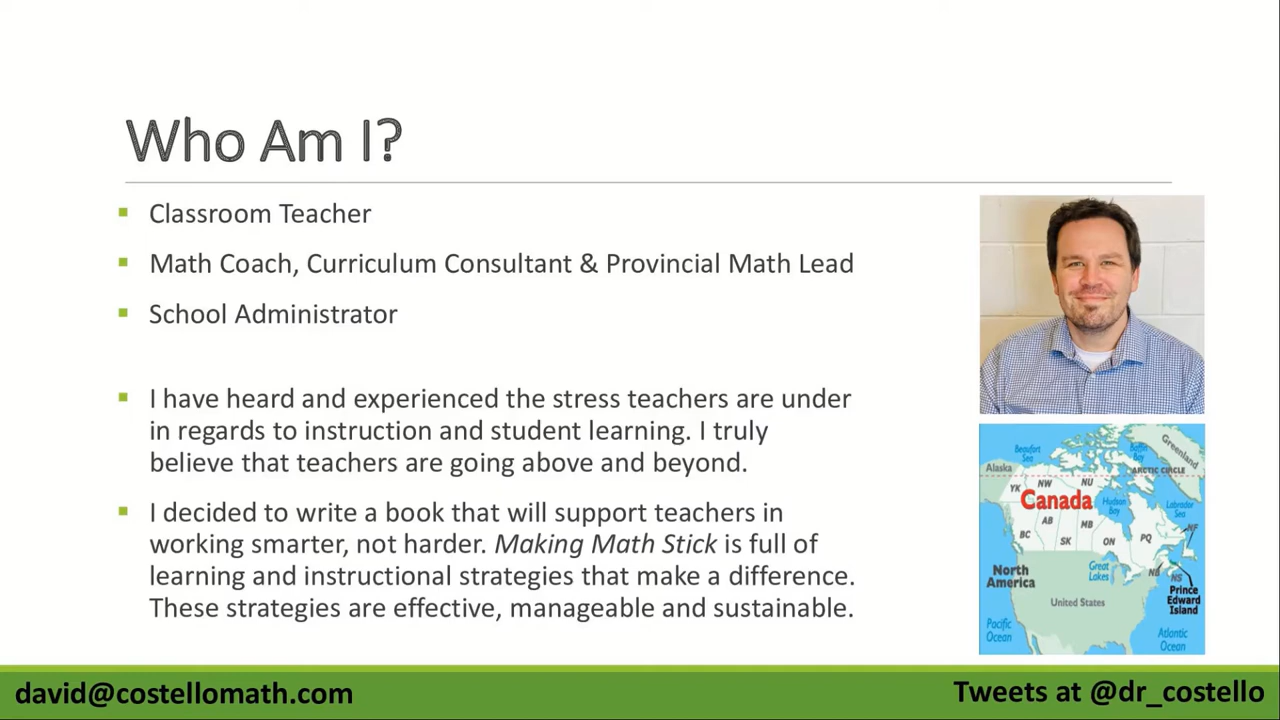 Who Am I?
Classroom Teacher
Math Coach, Curriculum Consultant & Provincial Math Lead
School Administrator
I have heard and experienced the stress teachers are under
in regards to instruction and student learning. I truly
believe that teachers are going above and beyond.
I decided to write a book that will support teachers in
working smarter, not harder. Making Math Stick is full of
learning and instructional strategies that make a difference.
These strategies are effective, manageable and sustainable.
Beaufort
Sea
Baffin
Bay
Greenland
Alaska
ARCTIC CIRCLE
YK
NW
NU
Canada
Hudson
Bay
Labrador
Sea
BC
AB
SK
MB
ON
PQ
NF
NB
NS
North
America
Great
Lakes
Prince
Edward
Island
United States
Pacific
Ocean
Atlantic
Ocean
david@costellomath.com
Tweets at @dr_costello